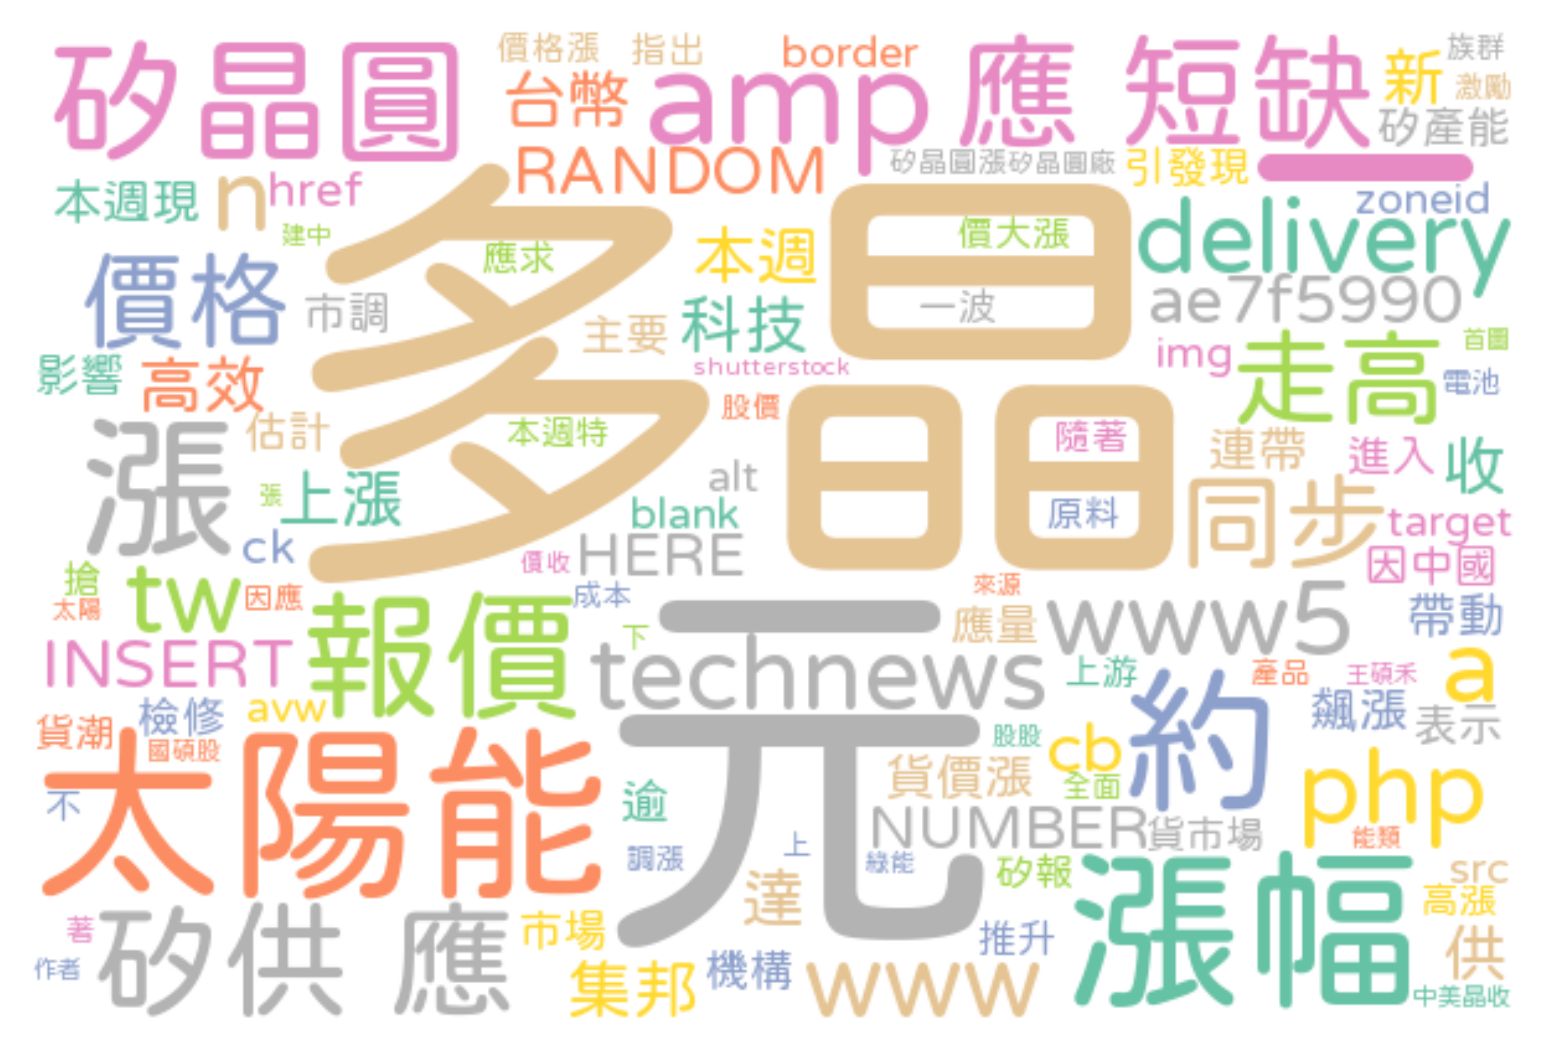 矽晶圓
價格漲
指出
border
台幣
amp
應
短缺
新
族群
激勵
矽產能
RANDOM
矽晶圓漲矽晶圓廠
引發現
本週現
n
href
zoneid
建中
多晶
應求
本週
價大漲
delivery
價格
市調
主要
科技
一波
ae7f5990
影響
高效
shutterstock
img
走高
首圖
電池
漲
估計
本週特
股價
隨著
連帶
進入
收
張
上漲
alt
blank
原料
同步
target
ck
價收
HERE
因中國
搶
太陽
tw
因應
成本
來源
應量
www5
帶動
INSERT
報價
下
元
technews
上游
產品
王碩禾
a
檢修
avw
約
飆漲
表示
貨潮
國碩股
股股
cb
太陽能
貨價漲
全面
php
不
逾
NUMBER
貨市場
能類
調漲
上
綠能
矽報
漲幅
src
達
高漲
著
矽供
應
市場
推升
供
作者
集邦
機構
www
中美晶收